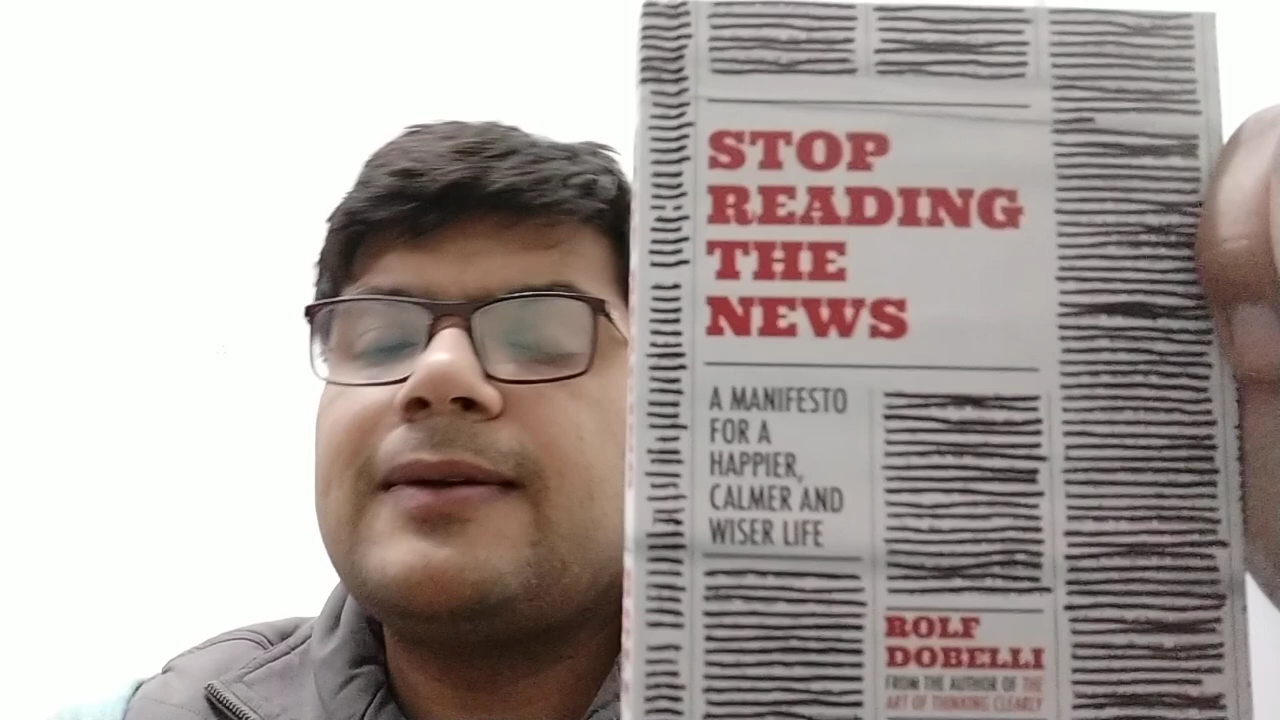 STOP
READING
THE
NEWS
A MANIFESTO
FOR A
HAPPIER,
CALMER AND
WISER LIFE
ROLF
DOBELLI
FROM THE AUTHOR OF THE
ART OF THINKING CLEARLY